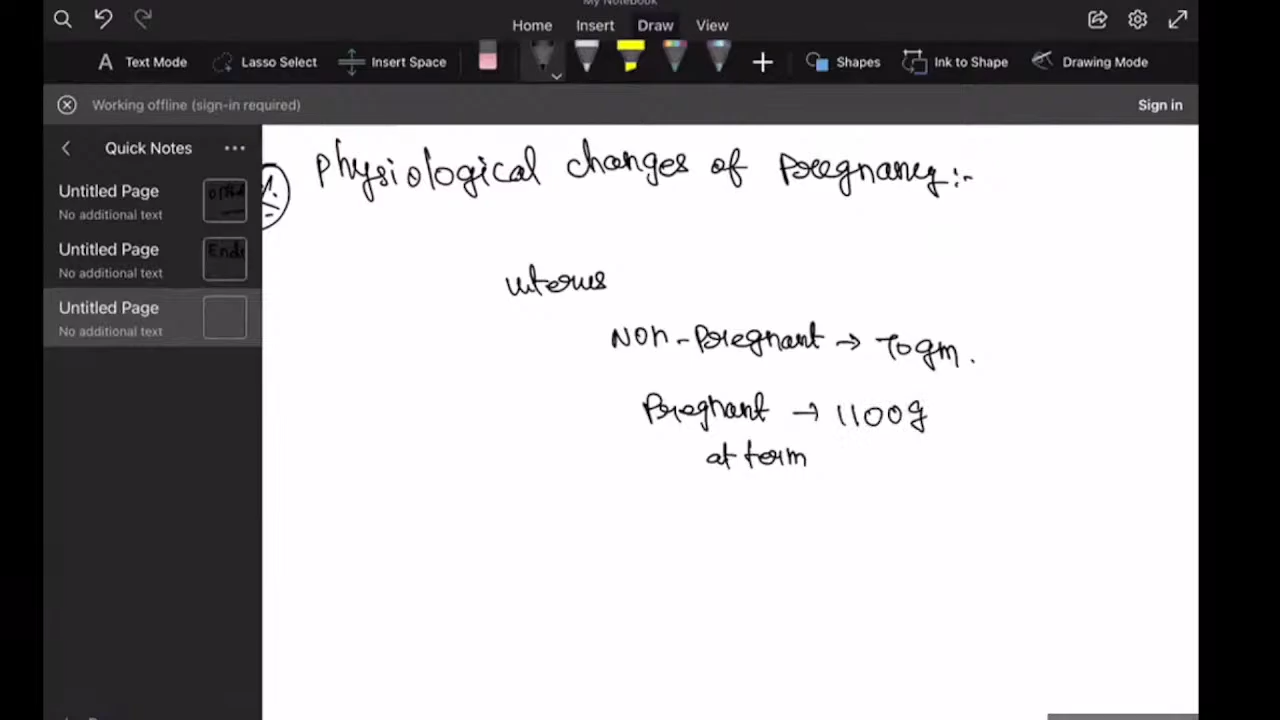 My Notebook
Home Insert Draw View
Text Mode Lasso Select Insert Space Shapes Ink to Shape Drawing Mode
Working offline (sign-in required) Sign in
Quick Notes
Untitled Page
No additional text
Untitled Page
No additional text
Ends
Untitled Page
No additional text
Physiological changes of Pregnancy:-
uterus
Non-Pregnant → 70gm.
Pregnant → 1100g
at term